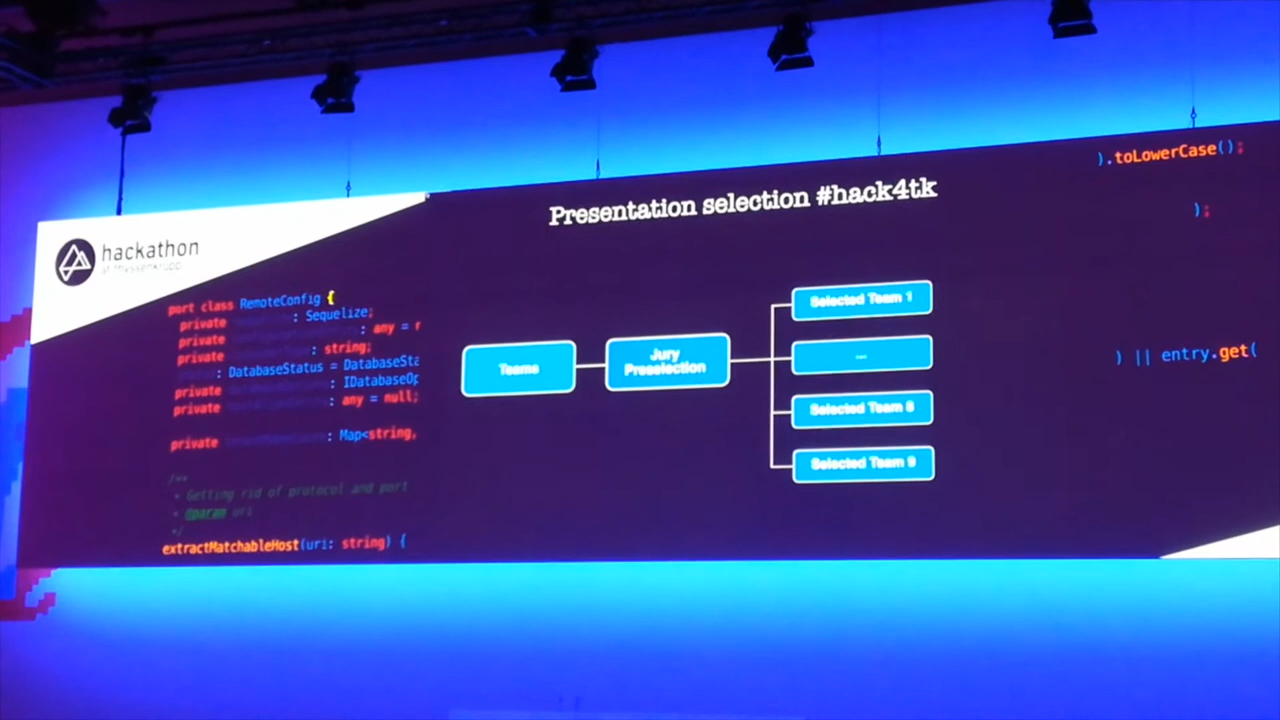 hackathon
at thyssenkrupp
Presentation selection #hack4tk
port class RemoteConfig {
private : Sequelize;
private : any = r
private : string;
: DatabaseStatus = DatabaseSta
private : IDatabaseOp
private : any = null;
private : Map<string,
/**
* Getting rid of protocol and port
* @param uri
*/
extractMatchableHost(uri: string) {
Teams
Jury
Preselection
Selected Team 1
...
Selected Team 8
Selected Team 9
).toLowerCase();
);
) || entry.get(